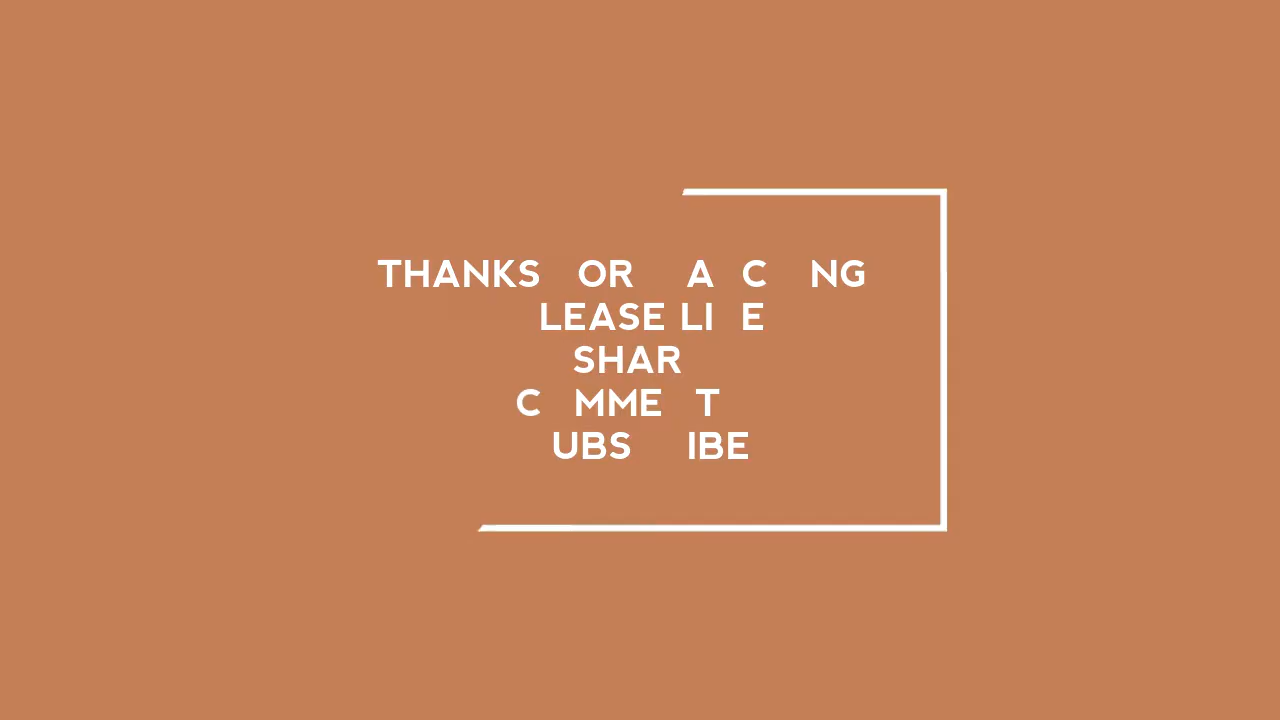 THANKS OR A C NG
LEASE LI E
SHAR
C MME T
UBS IBE